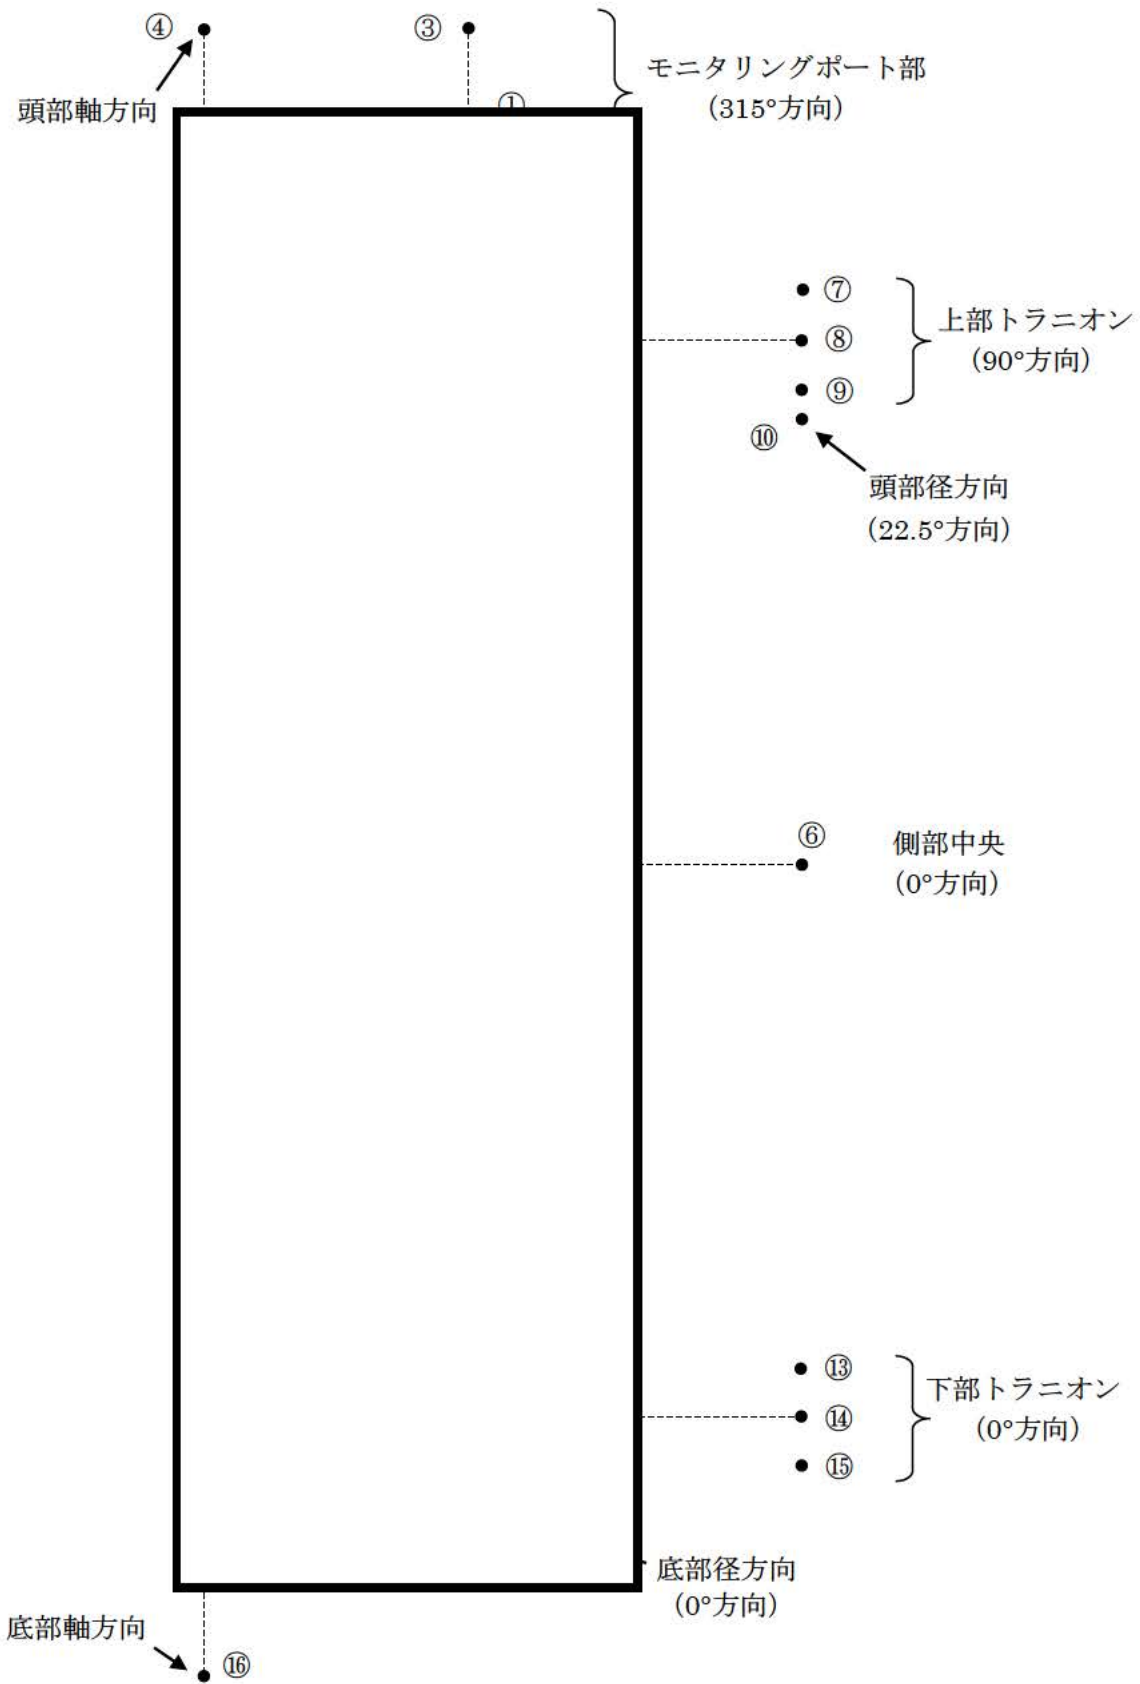 ④
③
モニタリングポート部
（315°方向）
①
頭部軸方向
⑦
⑧
⑨
上部トラニオン
（90°方向）
⑩
頭部径方向
（22.5°方向）
⑥
側部中央
（0°方向）
⑬
⑭
⑮
下部トラニオン
（0°方向）
底部径方向
（0°方向）
底部軸方向
⑯